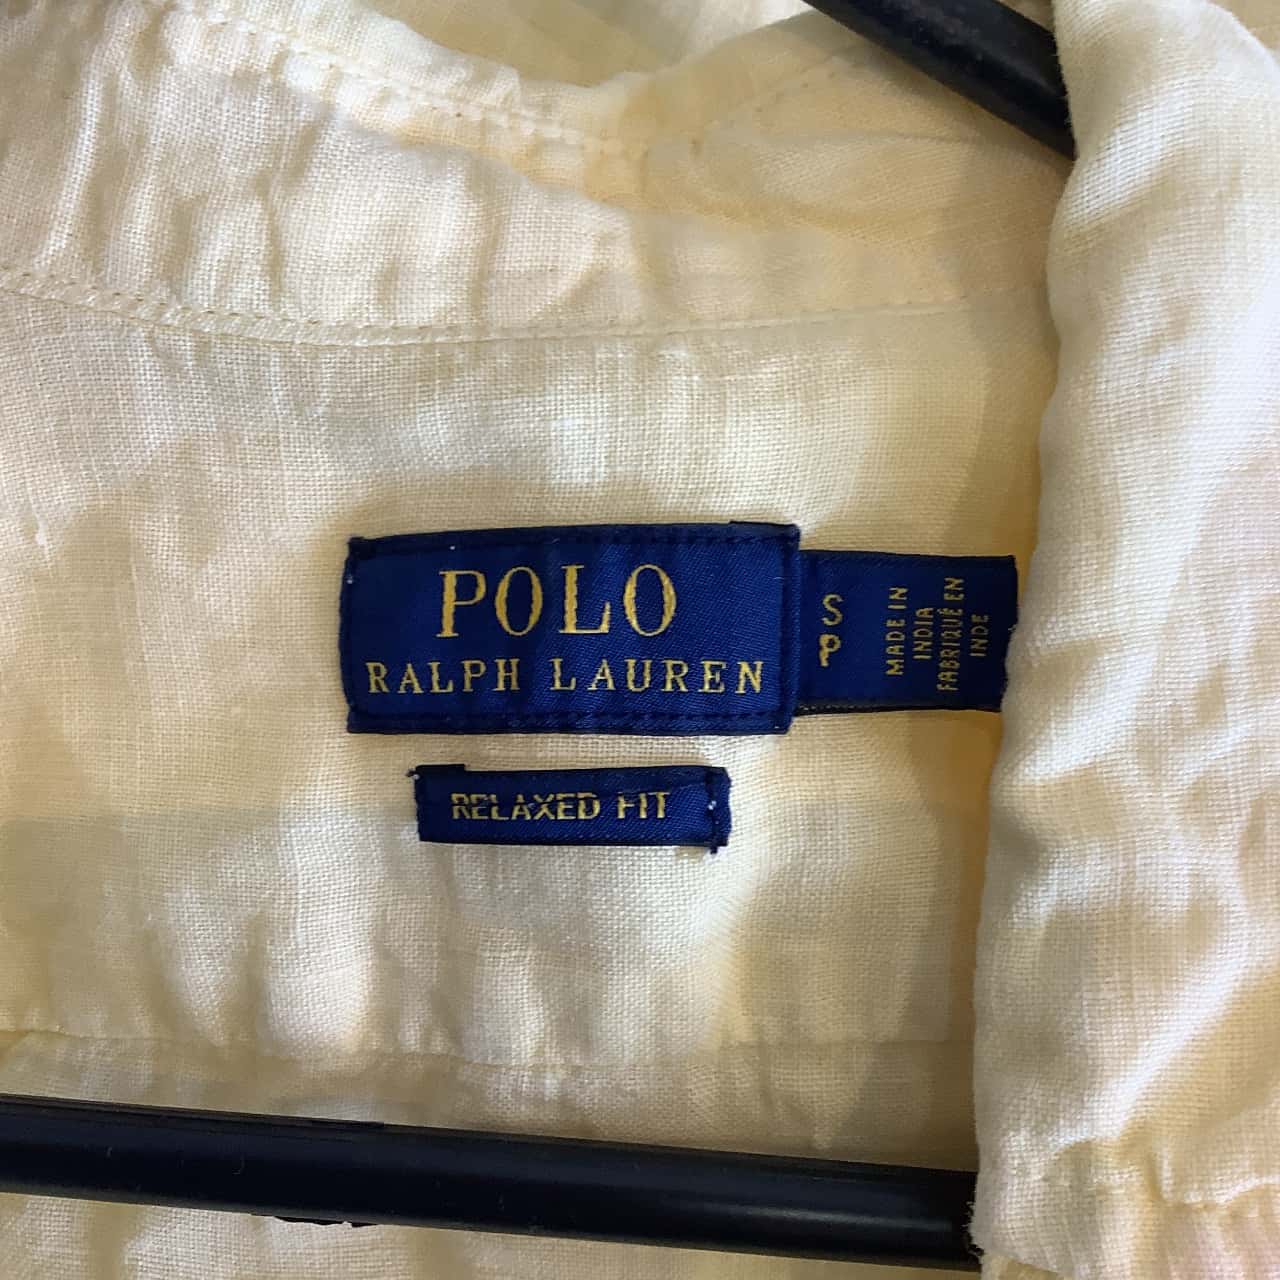 POLO
RALPH LAUREN
S
P
MADE IN
INDIA
FABRIQUÉ EN
INDE
RELAXED FIT